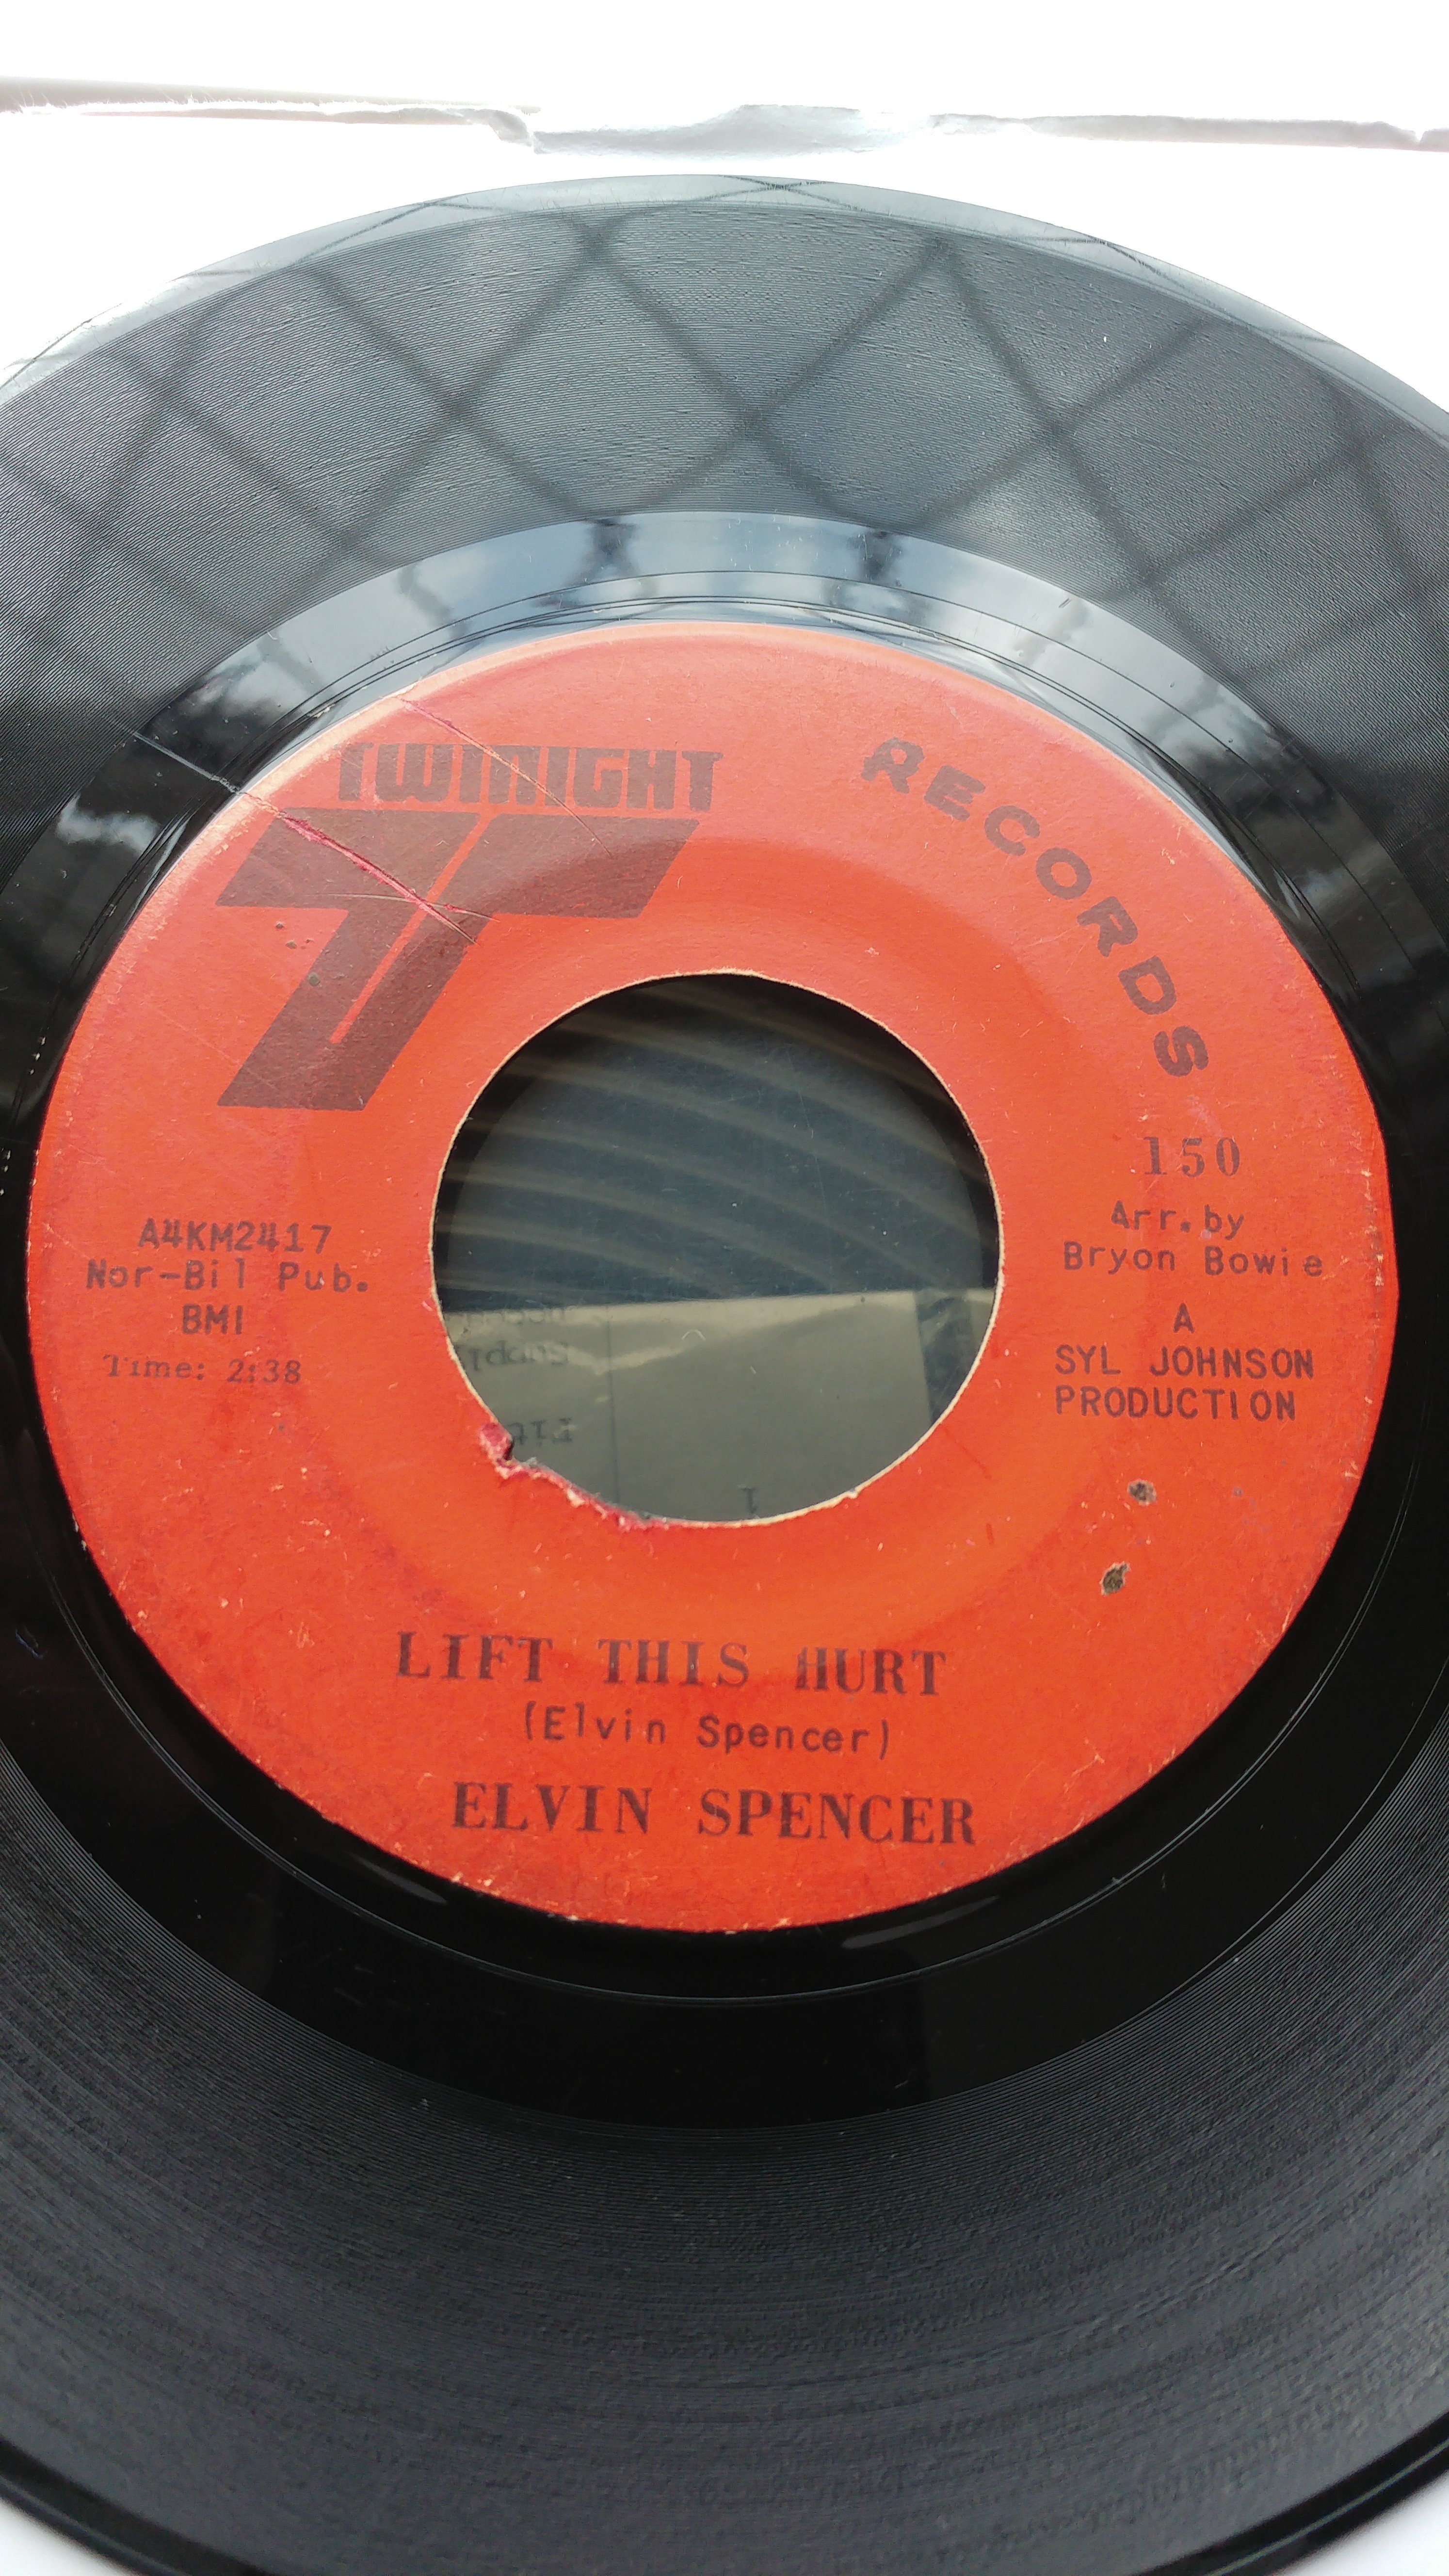 TWINIGHT
RECORDS
150
Arr. by
Bryon Bowie
A
SYL JOHNSON
PRODUCTION
A4KM2417
Nor-Bil Pub.
BMI
Time: 2:38
LIFT THIS HURT
(Elvin Spencer)
ELVIN SPENCER